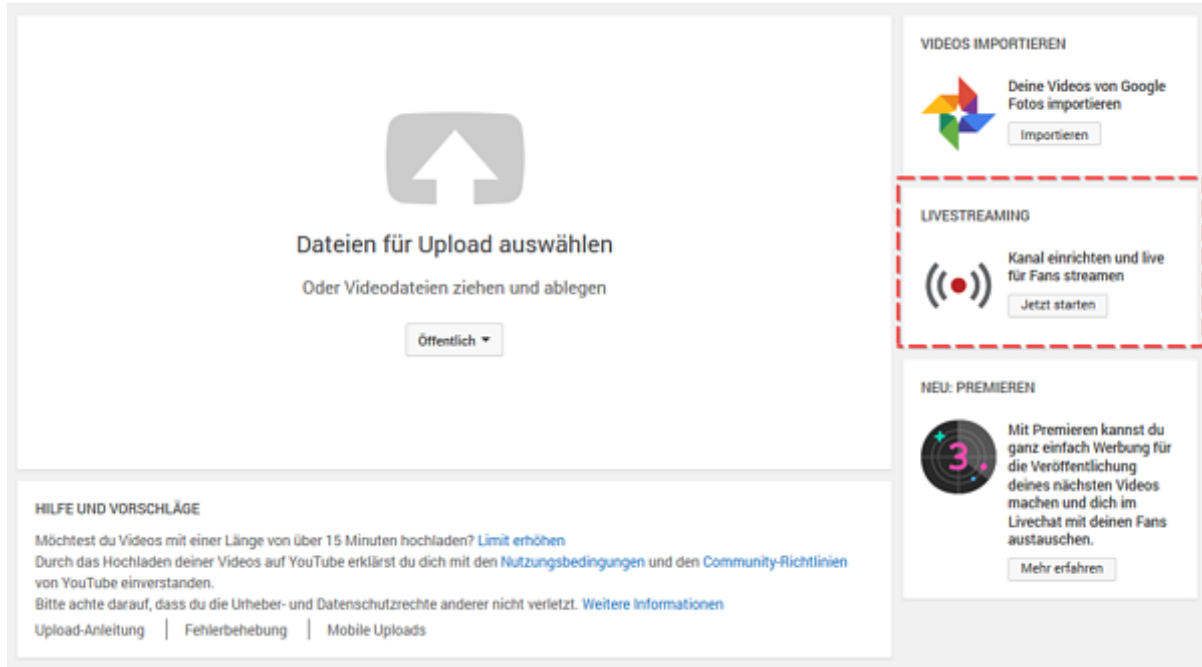 Dateien für Upload auswählen
Oder Videodateien ziehen und ablegen
Öffentlich
HILFE UND VORSCHLÄGE
Möchtest du Videos mit einer Länge von über 15 Minuten hochladen? Limit erhöhen
Durch das Hochladen deiner Videos auf YouTube erklärst du dich mit den Nutzungsbedingungen und den Community-Richtlinien
von YouTube einverstanden.
Bitte achte darauf, dass du die Urheber- und Datenschutzrechte anderer nicht verletzt. Weitere Informationen
Upload-Anleitung | Fehlerbehebung | Mobile Uploads
VIDEOS IMPORTIEREN
Deine Videos von Google
Fotos importieren
Importieren
LIVESTREAMING
Kanal einrichten und live
für Fans streamen
Jetzt starten
NEU: PREMIEREN
3
Mit Premieren kannst du
ganz einfach Werbung für
die Veröffentlichung
deines nächsten Videos
machen und dich im
Livechat mit deinen Fans
austauschen.
Mehr erfahren